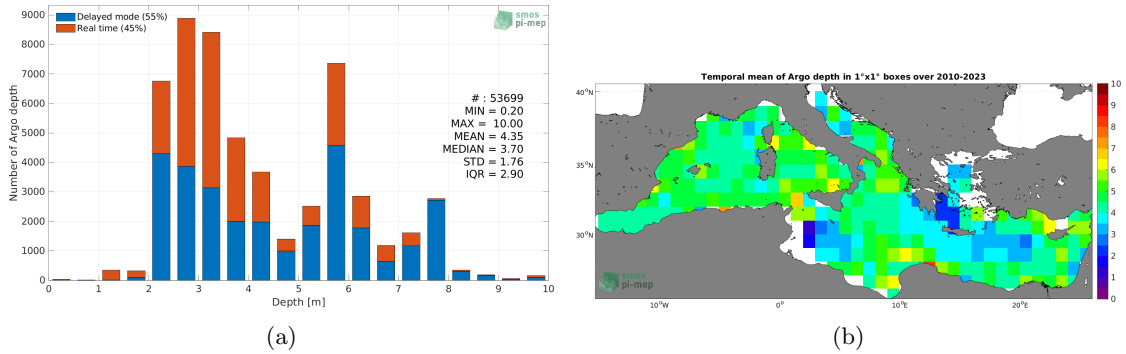 Delayed mode (55%)
Real time (45%)
smos
pi-mep
# : 53699
MIN = 0.20
MAX = 10.00
MEAN = 4.35
MEDIAN = 3.70
STD = 1.76
IQR = 2.90
Number of Argo depth
9000
8000
7000
6000
5000
4000
3000
2000
1000
0
0 1 2 3 4 5 6 7 8 9 10
Depth [m]
(a)
Temporal mean of Argo depth in 1°x1° boxes over 2010-2023
40°N
35°N
30°N
10°W 0° 10°E 20°E
smos
pi-mep
10
9
8
7
6
5
4
3
2
1
0
(b)